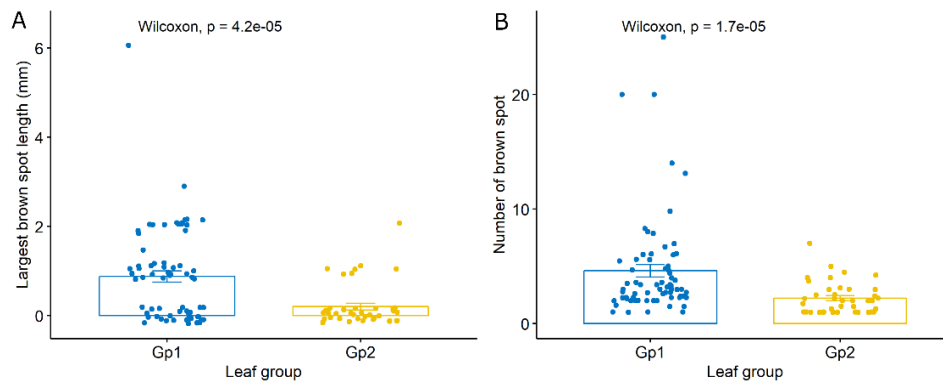 A
Wilcoxon, p = 4.2e-05
Largest brown spot length (mm)
6
4
2
0
Gp1 Gp2
Leaf group
B
Wilcoxon, p = 1.7e-05
Number of brown spot
20
10
0
Gp1 Gp2
Leaf group